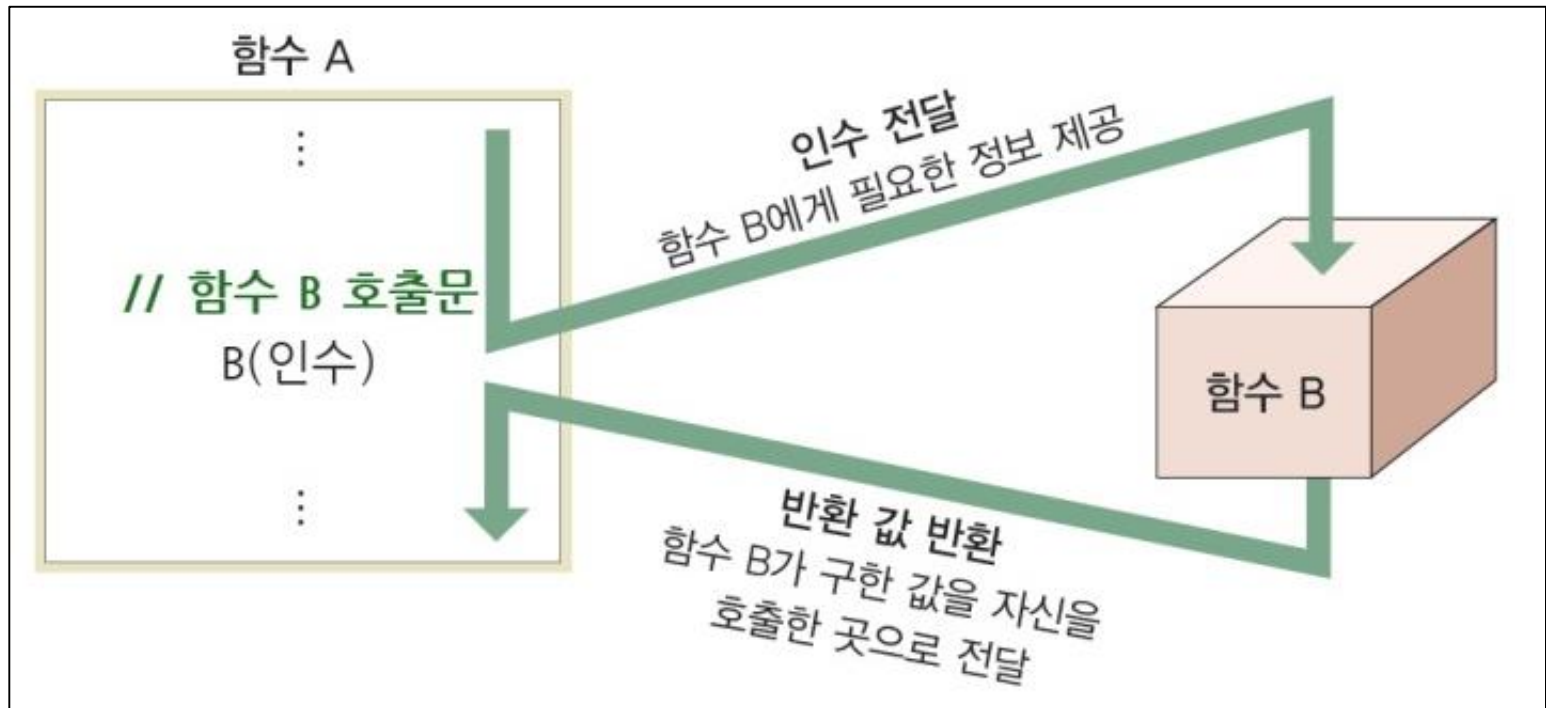 함수 A
⋮
// 함수 B 호출문
B(인수)
⋮
인수 전달
함수 B에게 필요한 정보 제공
함수 B
반환 값 반환
함수 B가 구한 값을 자신을
호출한 곳으로 전달